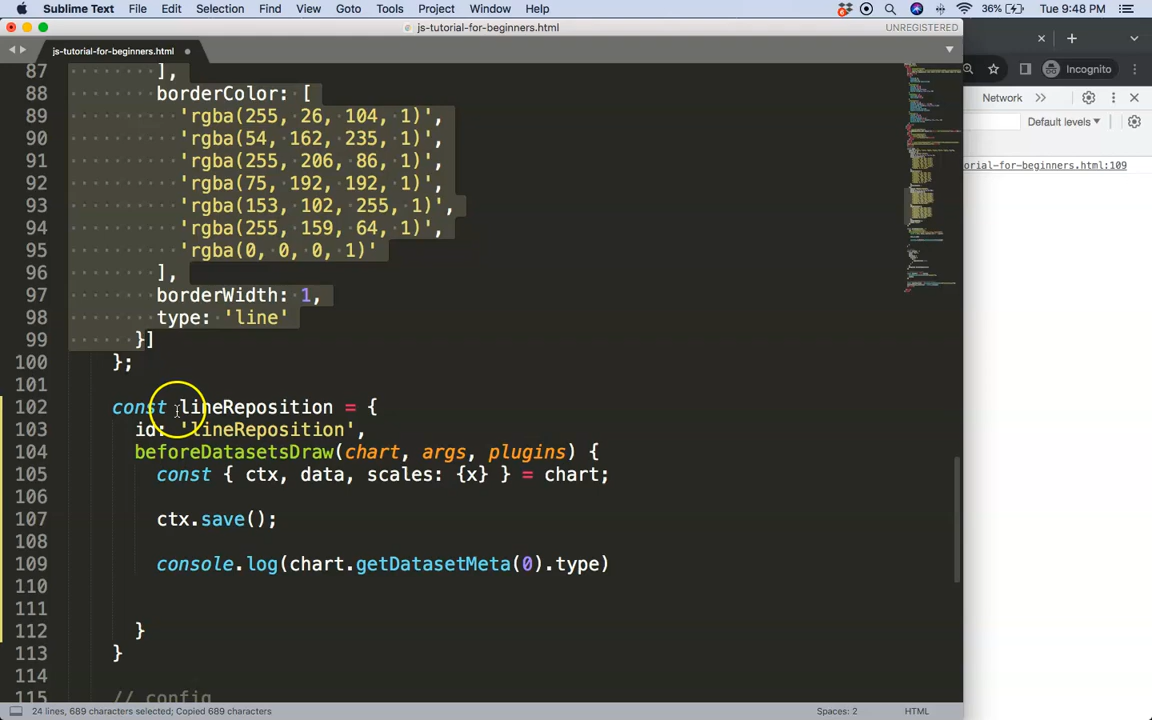 Sublime Text File Edit Selection Find View Goto Tools Project Window Help 36% Tue 9:48 PM
js-tutorial-for-beginners.html UNREGISTERED
js-tutorial-for-beginners.html
Incognito
Network Default levels
torial-for-beginners.html:109
87 ],
88 borderColor: [
89 'rgba(255, 26, 104, 1)',
90 'rgba(54, 162, 235, 1)',
91 'rgba(255, 206, 86, 1)',
92 'rgba(75, 192, 192, 1)',
93 'rgba(153, 102, 255, 1)',
94 'rgba(255, 159, 64, 1)',
95 'rgba(0, 0, 0, 1)'
96 ],
97 borderWidth: 1,
98 type: 'line'
99 }]
100 };
101
102 const lineReposition = {
103 id: 'lineReposition',
104 beforeDatasetsDraw(chart, args, plugins) {
105 const { ctx, data, scales: {x} } = chart;
106
107 ctx.save();
108
109 console.log(chart.getDatasetMeta(0).type)
110
111
112 }
113 }
114
115 // config
24 lines, 689 characters selected; Copied 689 characters Spaces: 2 HTML